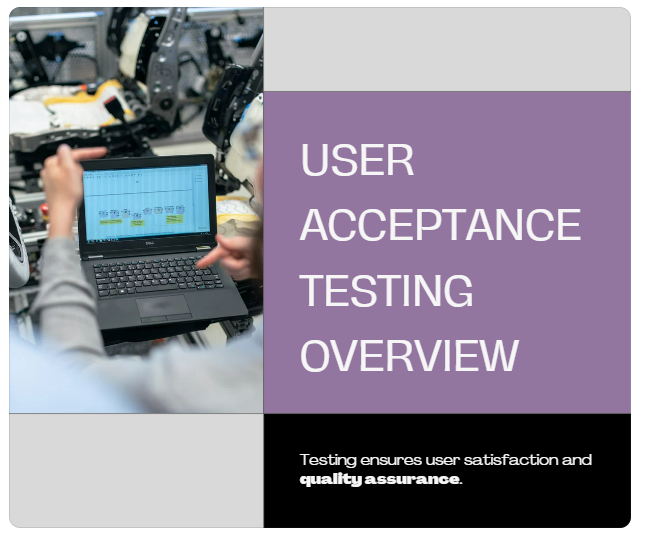 USER
ACCEPTANCE
TESTING
OVERVIEW
Testing ensures user satisfaction and
quality assurance.